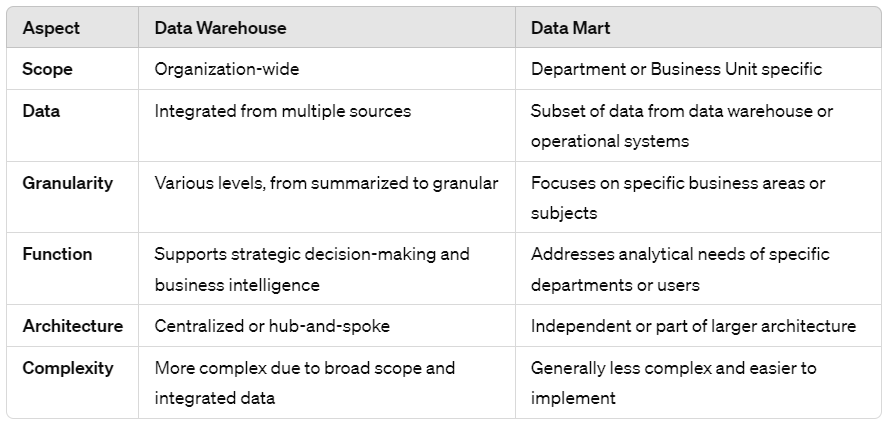 Aspect Data Warehouse Data Mart
Scope Organization-wide Department or Business Unit specific
Data Integrated from multiple sources Subset of data from data warehouse or
operational systems
Granularity Various levels, from summarized to granular Focuses on specific business areas or
subjects
Function Supports strategic decision-making and Addresses analytical needs of specific
business intelligence departments or users
Architecture Centralized or hub-and-spoke Independent or part of larger architecture
Complexity More complex due to broad scope and Generally less complex and easier to
integrated data implement